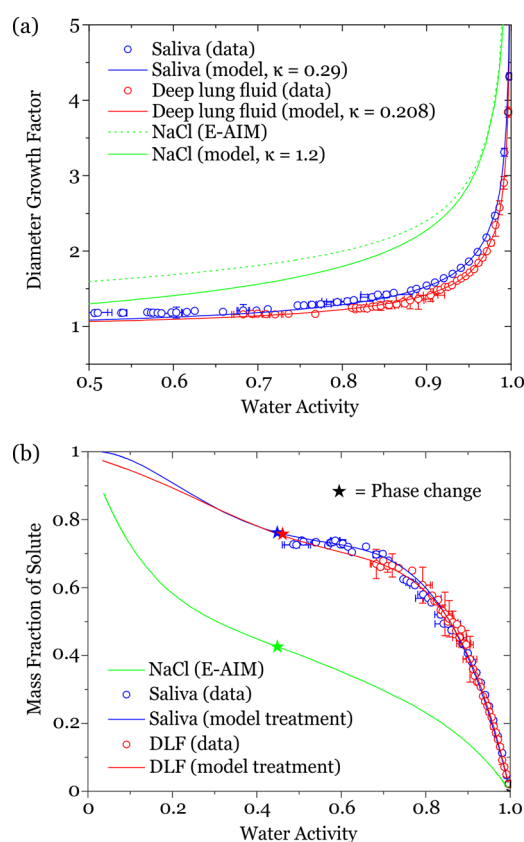 (a)
Diameter Growth Factor
5
4
3
2
1
Saliva (data)
Saliva (model, κ = 0.29)
Deep lung fluid (data)
Deep lung fluid (model, κ = 0.208)
NaCl (E-AIM)
NaCl (model, κ = 1.2)
0.5 0.6 0.7 0.8 0.9 1.0
Water Activity
(b)
Mass Fraction of Solute
1
0.8
0.6
0.4
0.2
0
★ = Phase change
NaCl (E-AIM)
Saliva (data)
Saliva (model treatment)
DLF (data)
DLF (model treatment)
0 0.2 0.4 0.6 0.8 1.0
Water Activity